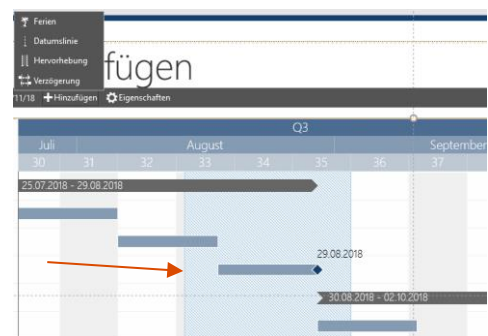 Ferien
Datumslinie
Hervorhebung
Verzögerung
fügen
11/18 Hinzufügen Eigenschaften
Q3
Juli August September
30 31 32 33 34 35 36 37
25.07.2018 - 29.08.2018
29.08.2018
30.08.2018 - 02.10.2018